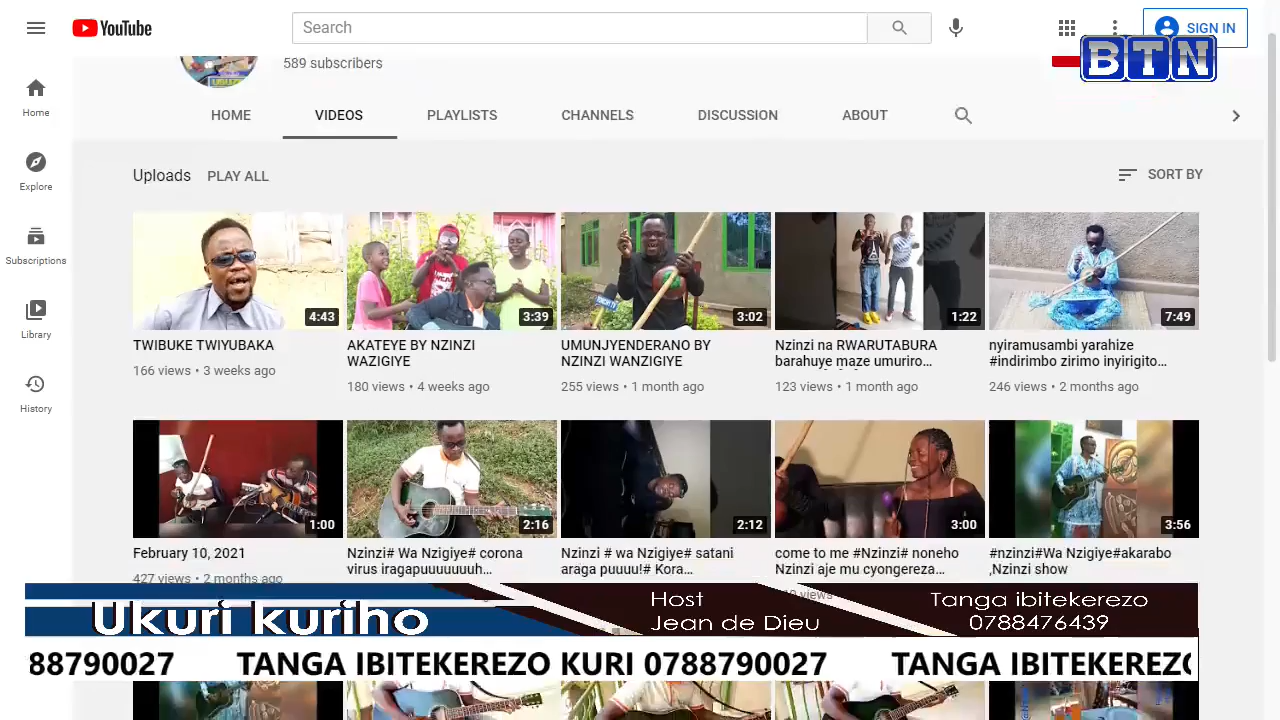 YouTube
Search
SIGN IN
BTN
589 subscribers
Home
Explore
Subscriptions
Library
History
HOME
VIDEOS
PLAYLISTS
CHANNELS
DISCUSSION
ABOUT
Uploads
PLAY ALL
SORT BY
4:43
3:39
3:02
1:22
7:49
TWIBUKE TWIYUBAKA
166 views • 3 weeks ago
AKATEYE BY NZINZI
WAZIGIYE
180 views • 4 weeks ago
UMUNJYENDERANO BY
NZINZI WANZIGIYE
255 views • 1 month ago
Nzinzi na RWARUTABURA
barahuye maze umuriro…
123 views • 1 month ago
nyiramusambi yarahize
#indirimbo zirimo inyirigito…
246 views • 2 months ago
1:00
2:16
2:12
3:00
3:56
February 10, 2021
427 views • 2 months ago
Nzinzi# Wa Nzigiye# corona
virus iragapuuuuuuuh…
Nzinzi # wa Nzigiye# satani
araga puuuu!# Kora…
come to me #Nzinzi# noneho
Nzinzi aje mu cyongereza…
views
#nzinzi#Wa Nzigiye#akarabo
,Nzinzi show
Ukuri kuriho
Host
Jean de Dieu
Tanga ibitekerezo
0788476439
88790027 TANGA IBITEKEREZO KURI 0788790027 TANGA IBITEKEREZO